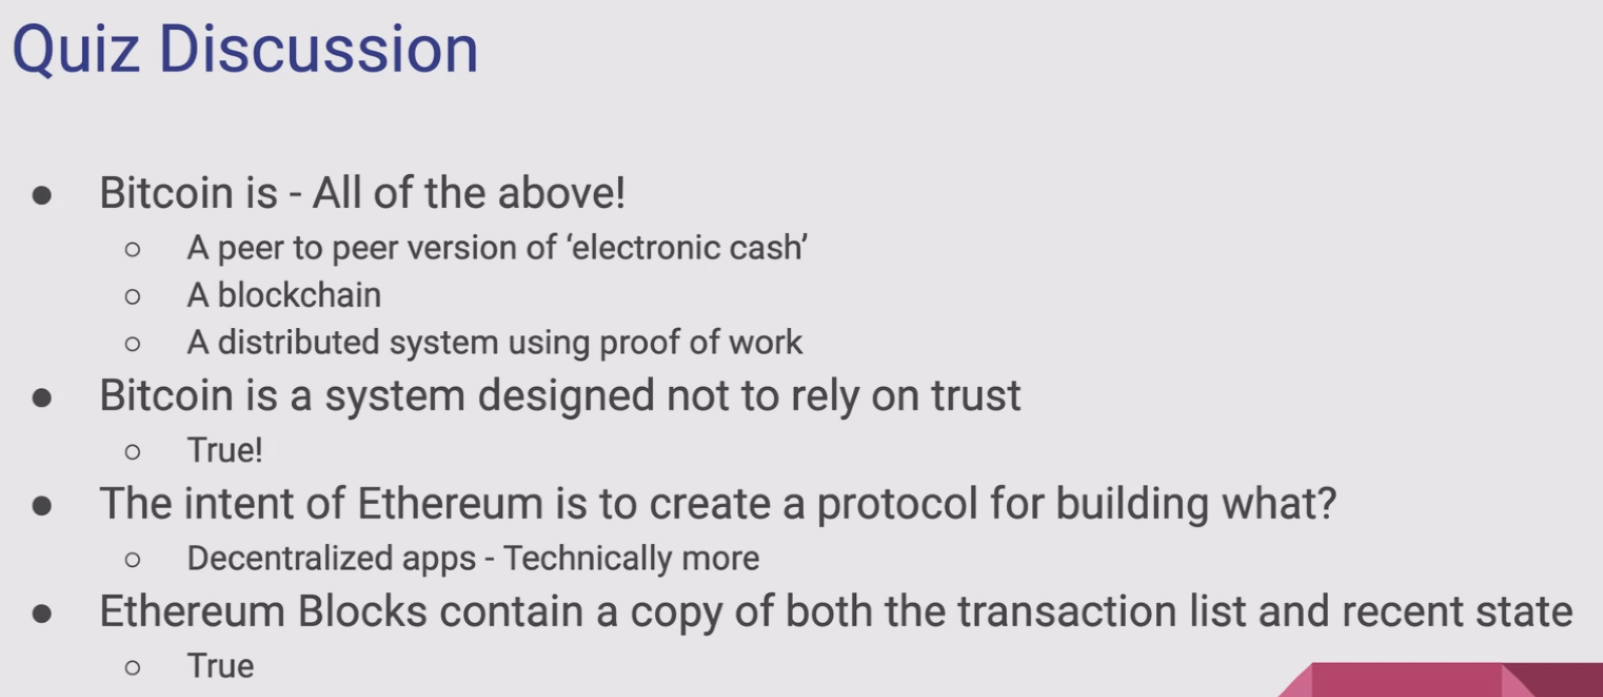 Quiz Discussion
● Bitcoin is - All of the above!
○ A peer to peer version of ‘electronic cash’
○ A blockchain
○ A distributed system using proof of work
● Bitcoin is a system designed not to rely on trust
○ True!
● The intent of Ethereum is to create a protocol for building what?
○ Decentralized apps - Technically more
● Ethereum Blocks contain a copy of both the transaction list and recent state
○ True